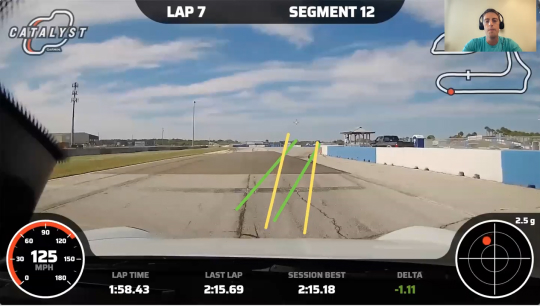 LAP 7 SEGMENT 12
CATALYST
2.5 g
60 90 120
30 150
0 180
125
MPH
LAP TIME LAST LAP SESSION BEST DELTA
1:58.43 2:15.69 2:15.18 -1.11